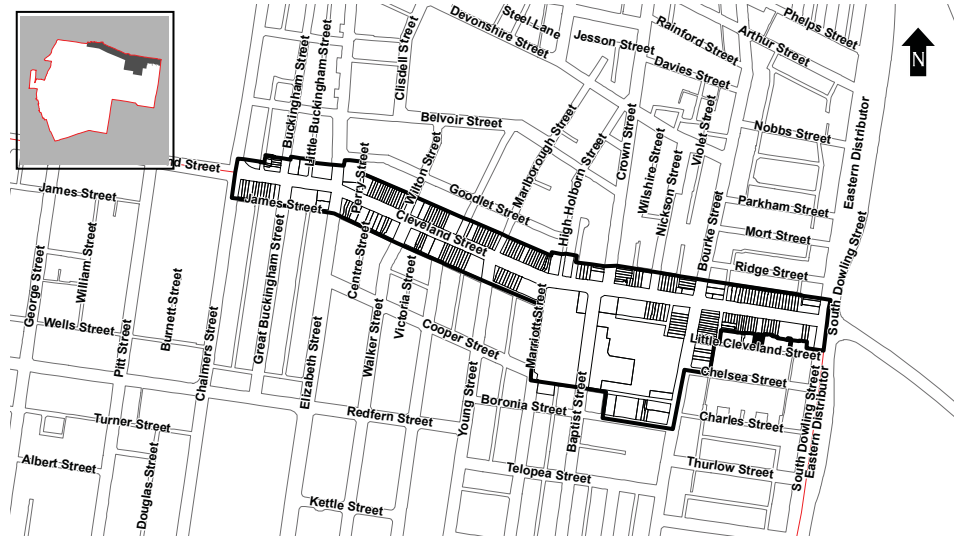 Phelps Street
Steel Lane
Devonshire Street
Rainford Street
Arthur Street
Jesson Street
Clisdell Street
N
Buckingham Street
Little Buckingham Street
Davies Street
Eastern Distributor
Belvoir Street
Marlborough Street
Crown Street
Violet Street
Nobbs Street
nd Street
Perry Street
Wilton Street
High Holborn Street
Wilshire Street
Nickson Street
James Street
Goodlet Street
Parkham Street
James Street
Cleveland Street
Bourke Street
Mort Street
William Street
George Street
Centre Street
Ridge Street
South Dowling Street
Great Buckingham Street
Victoria Street
Burnett Street
Wells Street
Cooper Street
Marriott Street
Little Cleveland Street
Pitt Street
Chalmers Street
Elizabeth Street
Walker Street
Chelsea Street
Young Street
Boronia Street
Baptist Street
Redfern Street
Charles Street
Turner Street
South Dowling Street
Eastern Distributor
Albert Street
Douglas Street
Telopea Street
Thurlow Street
Kettle Street